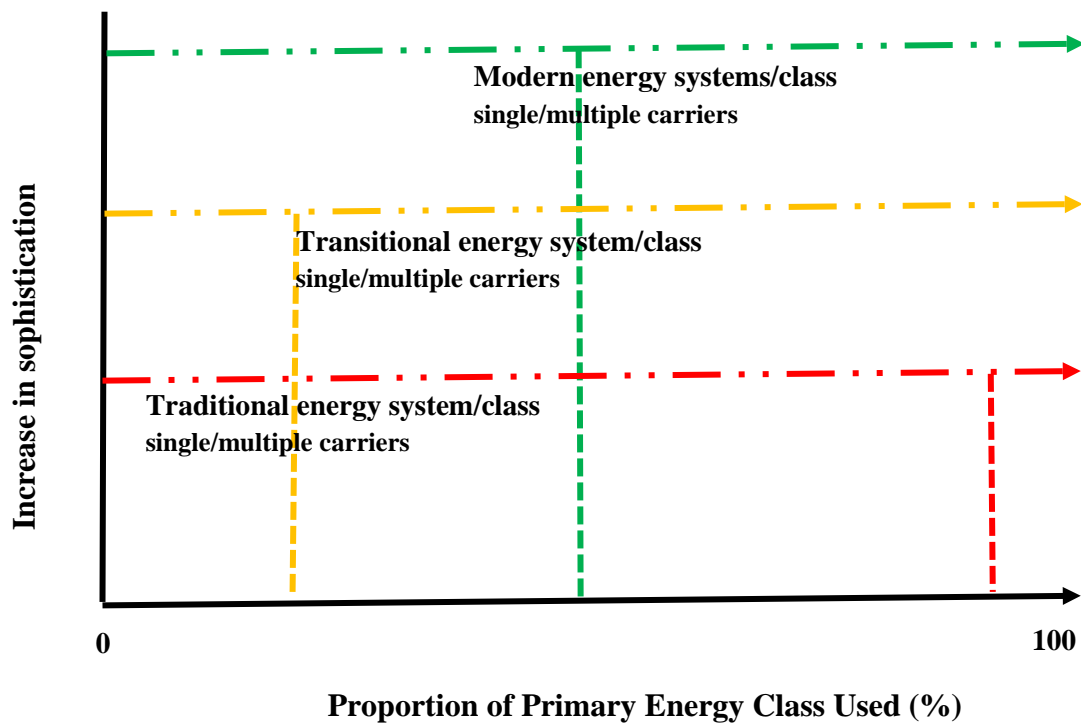 Modern energy systems/class
single/multiple carriers
Transitional energy system/class
single/multiple carriers
Traditional energy system/class
single/multiple carriers
Increase in sophistication
0
100
Proportion of Primary Energy Class Used (%)